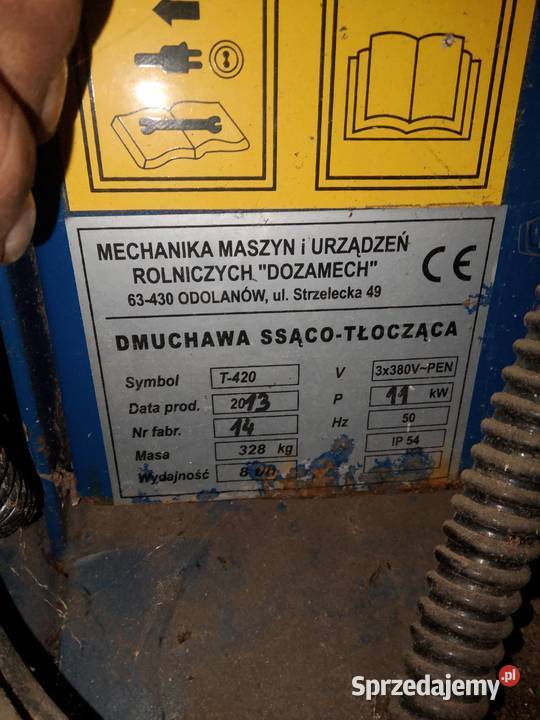 MECHANIKA MASZYN i URZĄDZEŃ
ROLNICZYCH "DOZAMECH"
63-430 ODOLANÓW, ul. Strzelecka 49
CE
DMUCHAWA SSĄCO-TŁOCZĄCA
Symbol T-420 V 3x380V~PEN
Data prod. 2013 P 11 kW
Nr fabr. 14 Hz 50
Masa 328 kg IP 54
Wydajność 8 t/h
Sprzedajemy.pl